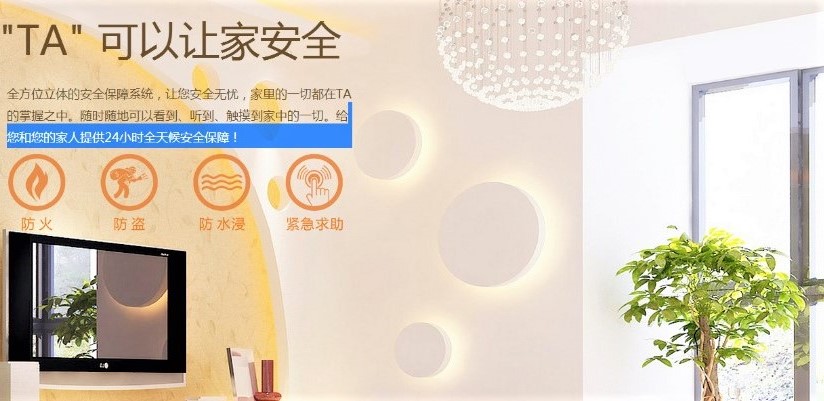 "TA" 可以让家安全
全方位立体的安全保障系统，让您安全无忧，家里的一切都在TA
的掌握之中。随时随地可以看到、听到、触摸到家中的一切。给
您和您的家人提供24小时全天候安全保障！
防火 防盗 防水浸 紧急求助